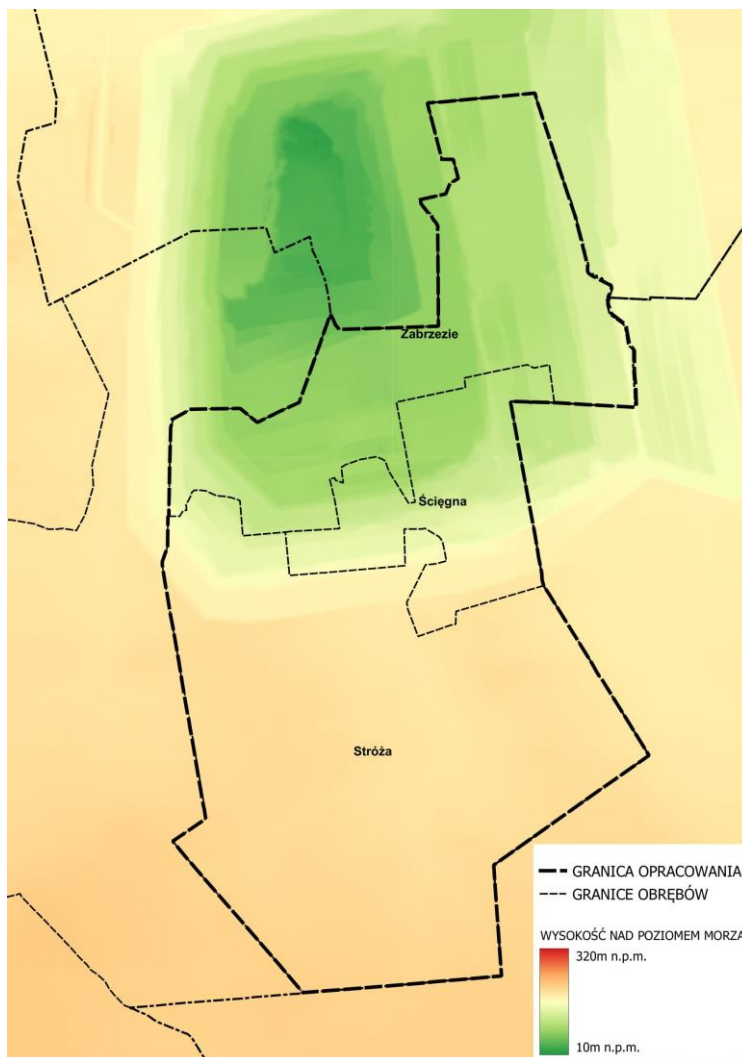 Zabrzezie
Ścięgna
Stróża
GRANICA OPRACOWANIA
GRANICE OBRĘBÓW
WYSOKOŚĆ NAD POZIOMEM MORZA
320m n.p.m.
10m n.p.m.